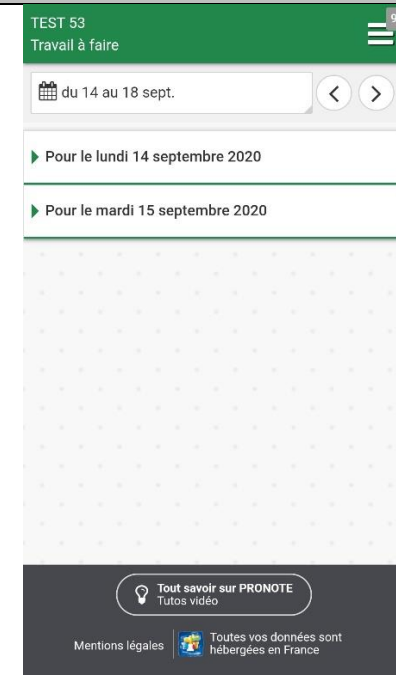 TEST 53
9
Travail à faire
du 14 au 18 sept.
Pour le lundi 14 septembre 2020
Pour le mardi 15 septembre 2020
Tout savoir sur PRONOTE
Tutos vidéo
Mentions légales
Toutes vos données sont
hébergées en France